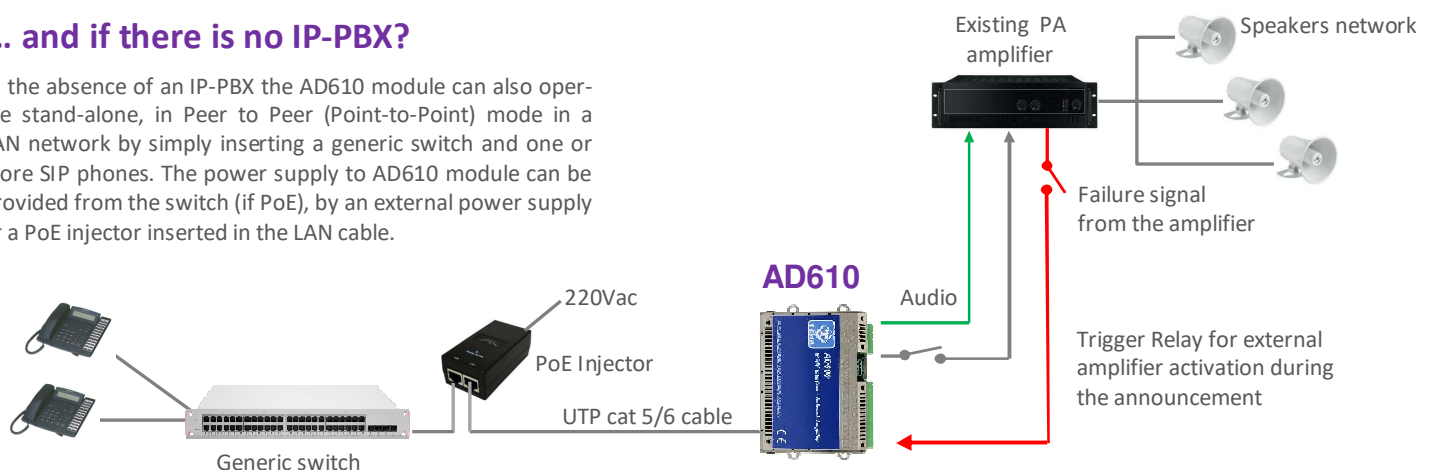 .. and if there is no IP-PBX?
the absence of an IP-PBX the AD610 module can also oper-
e stand-alone, in Peer to Peer (Point-to-Point) mode in a
AN network by simply inserting a generic switch and one or
ore SIP phones. The power supply to AD610 module can be
rovided from the switch (if PoE), by an external power supply
r a PoE injector inserted in the LAN cable.
Existing PA
amplifier
Speakers network
Failure signal
from the amplifier
AD610
Audio
220Vac
PoE Injector
Trigger Relay for external
amplifier activation during
the announcement
UTP cat 5/6 cable
Generic switch